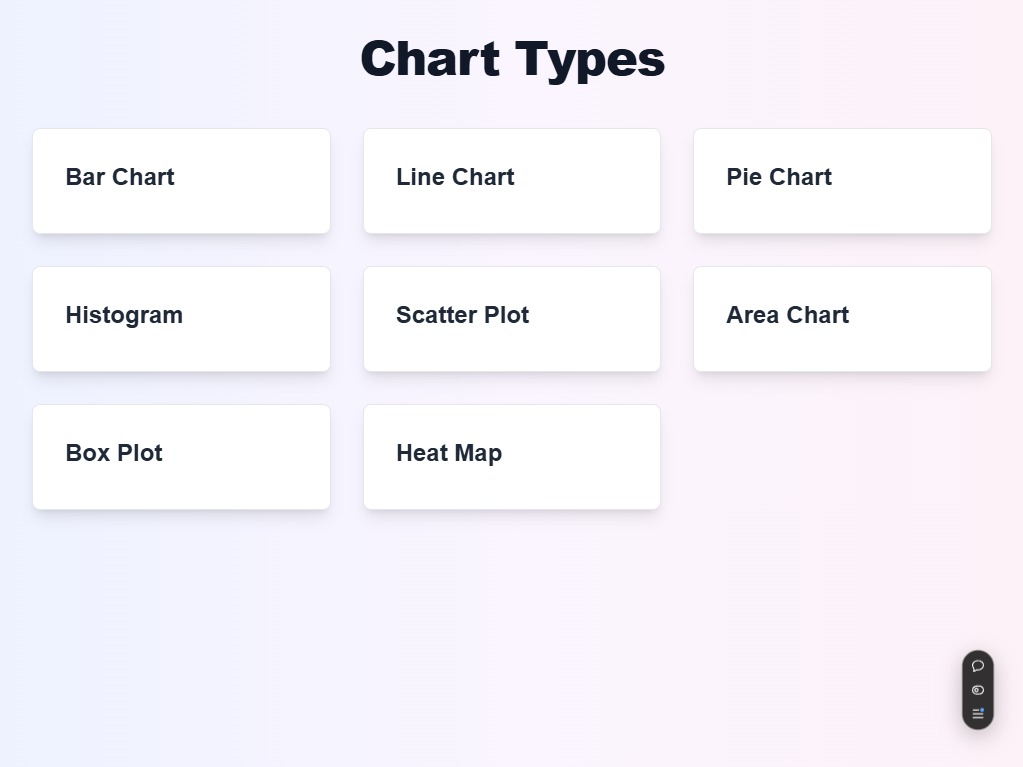 Chart Types
Bar Chart
Line Chart
Pie Chart
Histogram
Scatter Plot
Area Chart
Box Plot
Heat Map